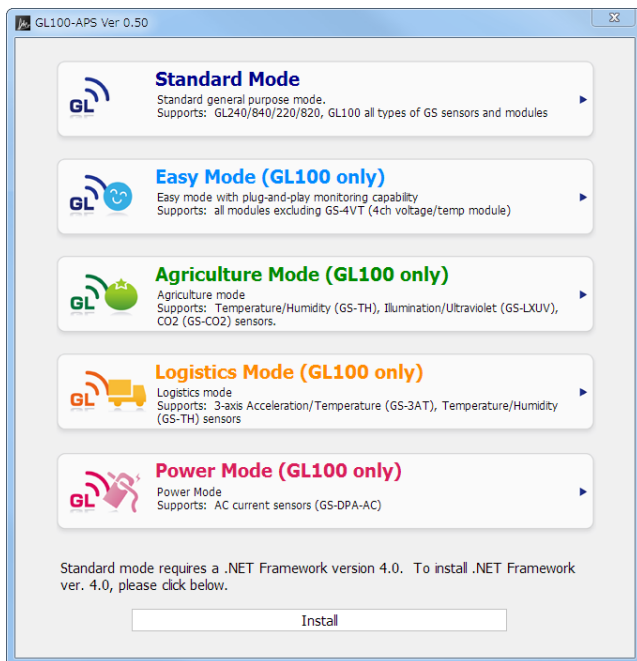 GL100-APS Ver 0.50
Standard Mode
Standard general purpose mode.
Supports: GL240/840/220/820, GL100 all types of GS sensors and modules
GL
Easy Mode (GL100 only)
Easy mode with plug-and-play monitoring capability
Supports: all modules excluding GS-4VT (4ch voltage/temp module)
GL
Agriculture Mode (GL100 only)
Agriculture mode
Supports: Temperature/Humidity (GS-TH), Illumination/Ultraviolet (GS-LXUV),
CO2 (GS-CO2) sensors.
GL
Logistics Mode (GL100 only)
Logistics mode
Supports: 3-axis Acceleration/Temperature (GS-3AT), Temperature/Humidity
(GS-TH) sensors
GL
Power Mode (GL100 only)
Power Mode
Supports: AC current sensors (GS-DPA-AC)
GL
Standard mode requires a .NET Framework version 4.0. To install .NET Framework
ver. 4.0, please click below.
Install